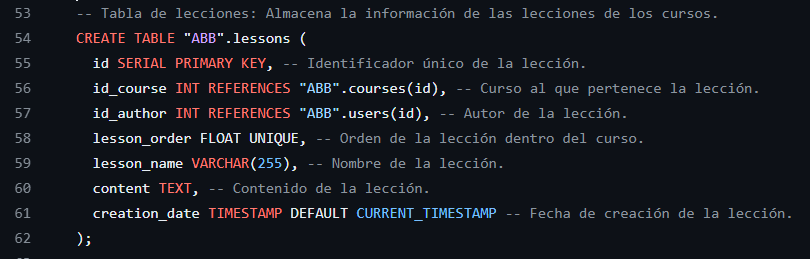 53 -- Tabla de lecciones: Almacena la información de las lecciones de los cursos.
54 CREATE TABLE "ABB".lessons (
55   id SERIAL PRIMARY KEY, -- Identificador único de la lección.
56   id_course INT REFERENCES "ABB".courses(id), -- Curso al que pertenece la lección.
57   id_author INT REFERENCES "ABB".users(id), -- Autor de la lección.
58   lesson_order FLOAT UNIQUE, -- Orden de la lección dentro del curso.
59   lesson_name VARCHAR(255), -- Nombre de la lección.
60   content TEXT, -- Contenido de la lección.
61   creation_date TIMESTAMP DEFAULT CURRENT_TIMESTAMP -- Fecha de creación de la lección.
62 );